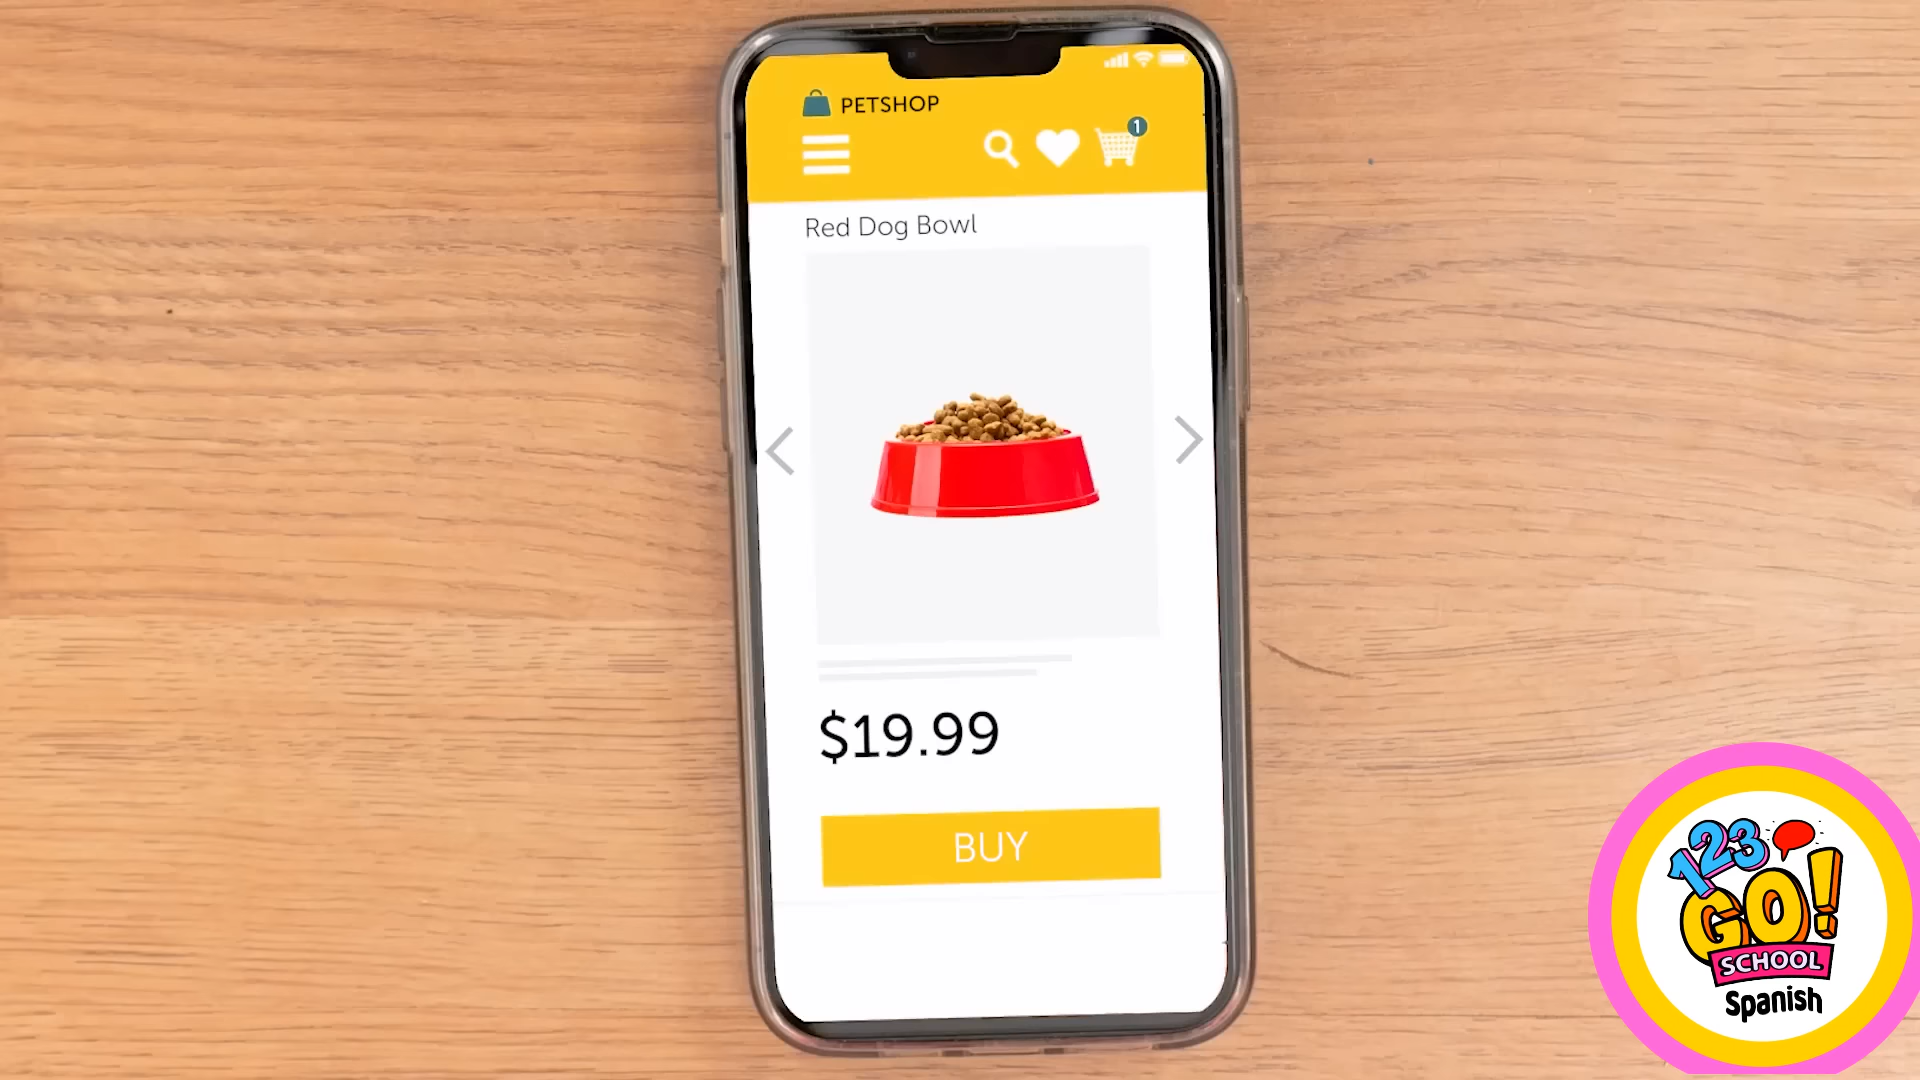 PETSHOP
1
Red Dog Bowl
$19.99
BUY
123
GO!
SCHOOL
Spanish